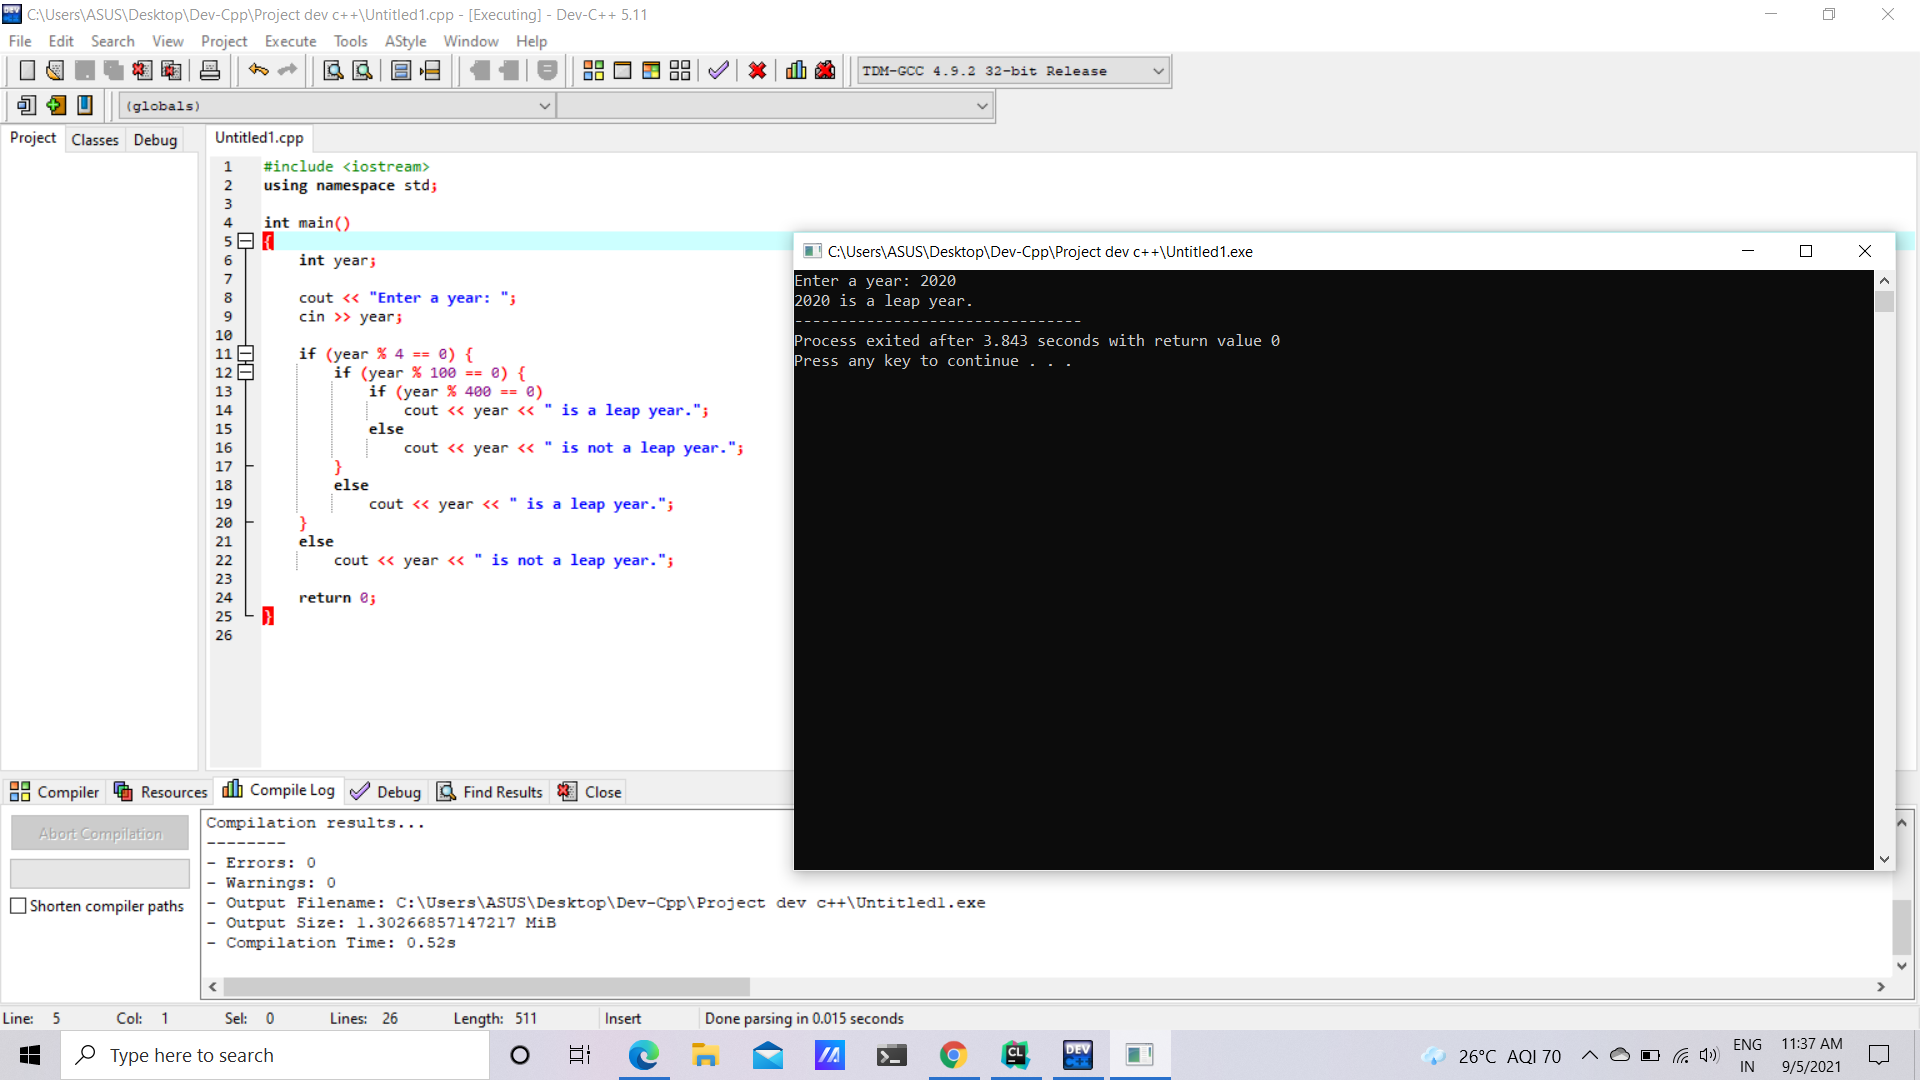 C:\Users\ASUS\Desktop\Dev-Cpp\Project dev c++\Untitled1.cpp - [Executing] - Dev-C++ 5.11
File Edit Search View Project Execute Tools AStyle Window Help
TDM-GCC 4.9.2 32-bit Release
(globals)
Project Classes Debug
Untitled1.cpp
1 #include <iostream>
2 using namespace std;
3
4 int main()
5 {
6 int year;
7
8 cout << "Enter a year: ";
9 cin >> year;
10
11 if (year % 4 == 0) {
12 if (year % 100 == 0) {
13 if (year % 400 == 0)
14 cout << year << " is a leap year.";
15 else
16 cout << year << " is not a leap year.";
17 }
18 else
19 cout << year << " is a leap year.";
20 }
21 else
22 cout << year << " is not a leap year.";
23
24 return 0;
25 }
26
C:\Users\ASUS\Desktop\Dev-Cpp\Project dev c++\Untitled1.exe
Enter a year: 2020
2020 is a leap year.
--------------------------------
Process exited after 3.843 seconds with return value 0
Press any key to continue . . .
Compiler Resources Compile Log Debug Find Results Close
Abort Compilation
Shorten compiler paths
Compilation results...
--------
- Errors: 0
- Warnings: 0
- Output Filename: C:\Users\ASUS\Desktop\Dev-Cpp\Project dev c++\Untitled1.exe
- Output Size: 1.30266857147217 MiB
- Compilation Time: 0.52s
Line: 5 Col: 1 Sel: 0 Lines: 26 Length: 511 Insert Done parsing in 0.015 seconds
Type here to search
CL
DEV C++
26°C AQI 70
ENG
IN
11:37 AM
9/5/2021